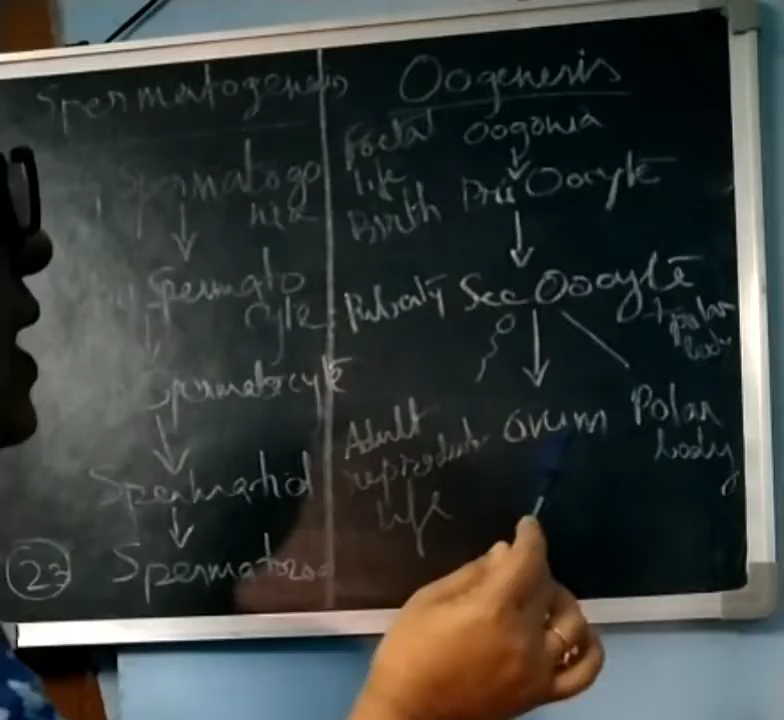 Spermatogenesis
Spermatogo
nia
Spermato
cyte
Spermatocyte
Spermatid
Spermatozoa
23
Oogenesis
Foetal Oogonia
life
Birth Pri Oocyte
Puberty Sec Oocyte
+ polar
body
Adult Ovum Polar
reproductive body
life